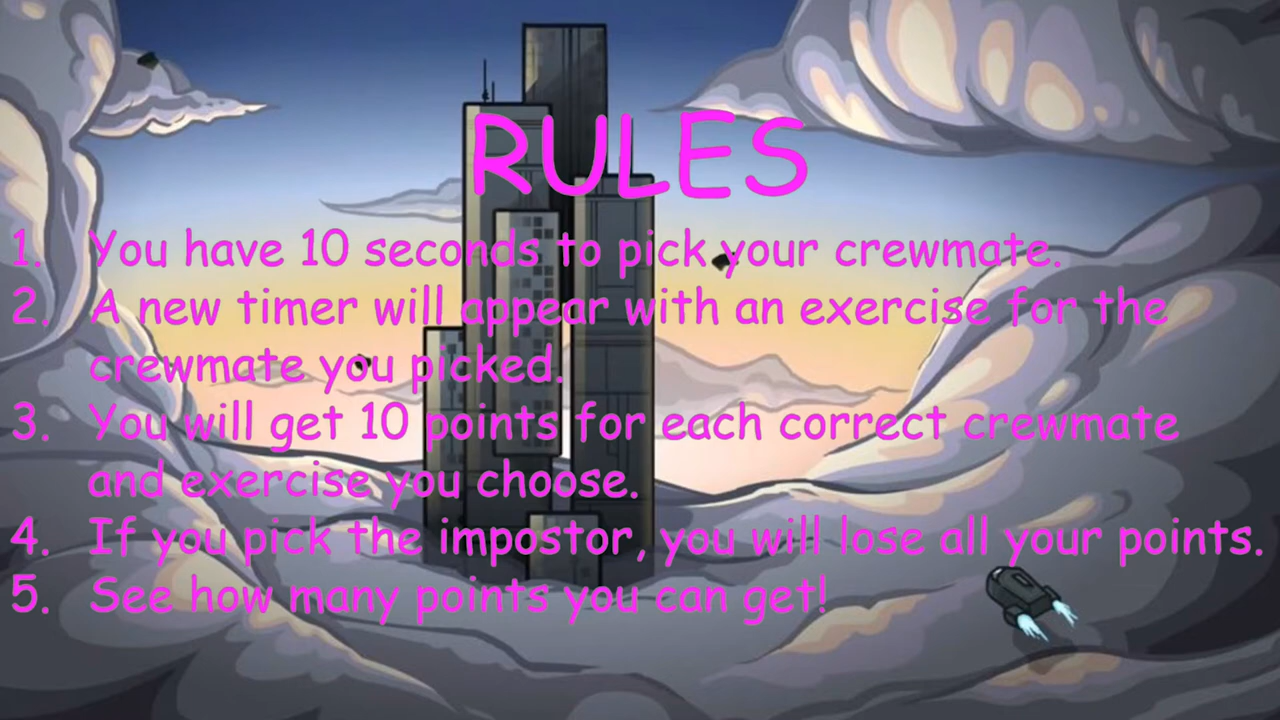 RULES
1. You have 10 seconds to pick your crewmate.
2. A new timer will appear with an exercise for the
crewmate you picked.
3. You will get 10 points for each correct crewmate
and exercise you choose.
4. If you pick the impostor, you will lose all your points.
5. See how many points you can get!